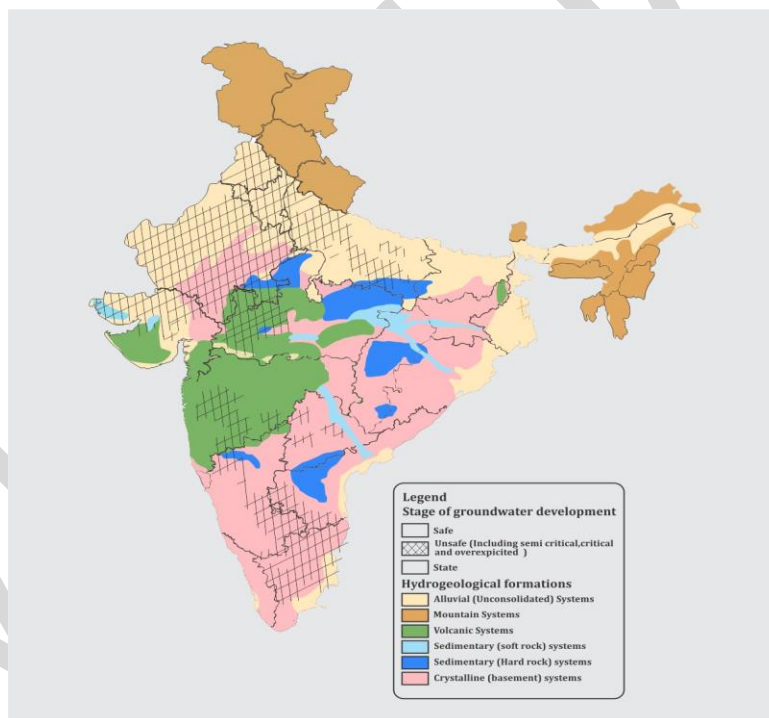 Legend
Stage of groundwater development
Safe
Unsafe (Including semi critical,critical
and overexpicited )
State
Hydrogeological formations
Alluvial (Unconsolidated) Systems
Mountain Systems
Volcanic Systems
Sedimentary (soft rock) systems
Sedimentary (Hard rock) systems
Crystalline (basement) systems